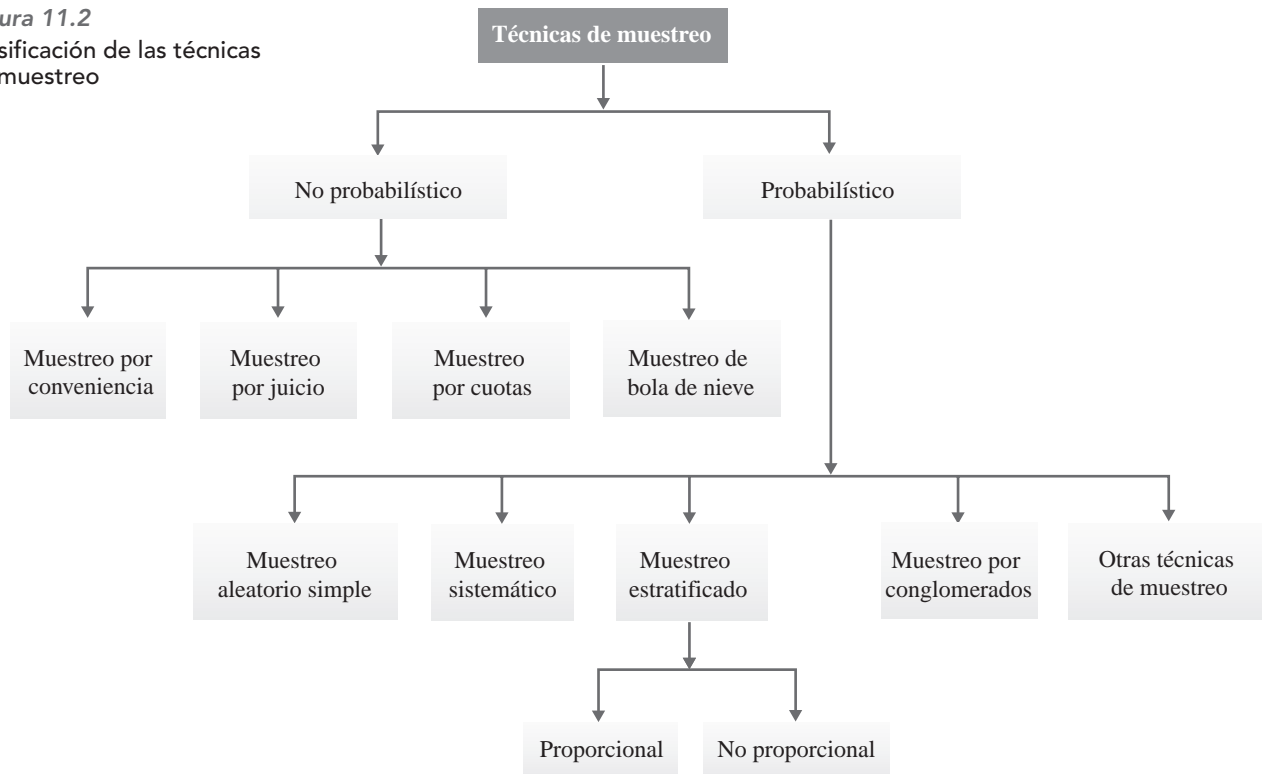 ura 11.2
sificación de las técnicas
muestreo
Técnicas de muestreo
No probabilístico
Probabilístico
Muestreo por
conveniencia
Muestreo
por juicio
Muestreo
por cuotas
Muestreo de
bola de nieve
Muestreo
aleatorio simple
Muestreo
sistemático
Muestreo
estratificado
Muestreo por
conglomerados
Otras técnicas
de muestreo
Proporcional
No proporcional